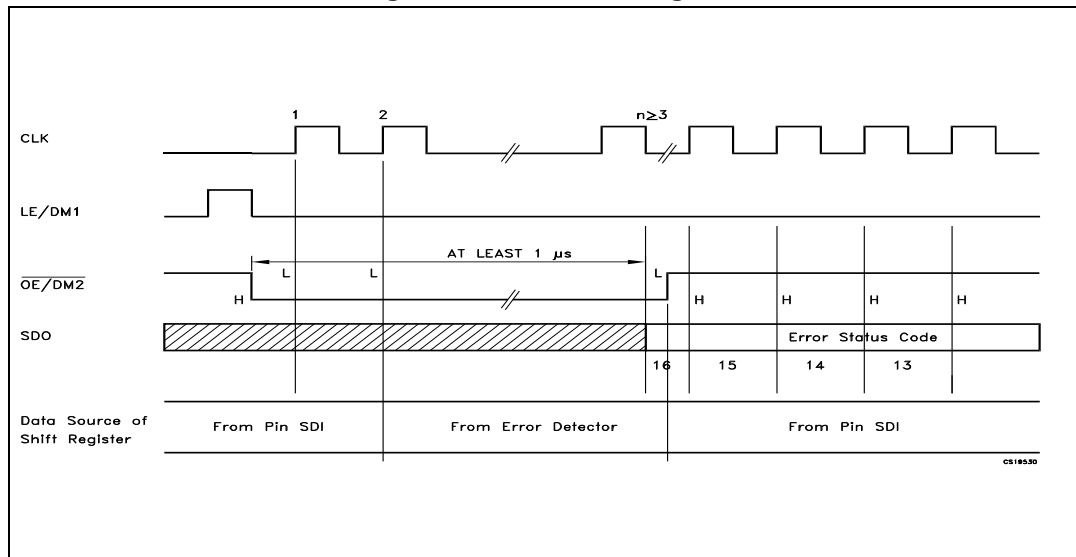 1 2 n≥3
CLK
LE/DM1
AT LEAST 1 µs
L L L
OE/DM2
H H H H H
SDO
Error Status Code
16 15 14 13
Data Source of
Shift Register
From Pin SDI From Error Detector From Pin SDI
CS18530